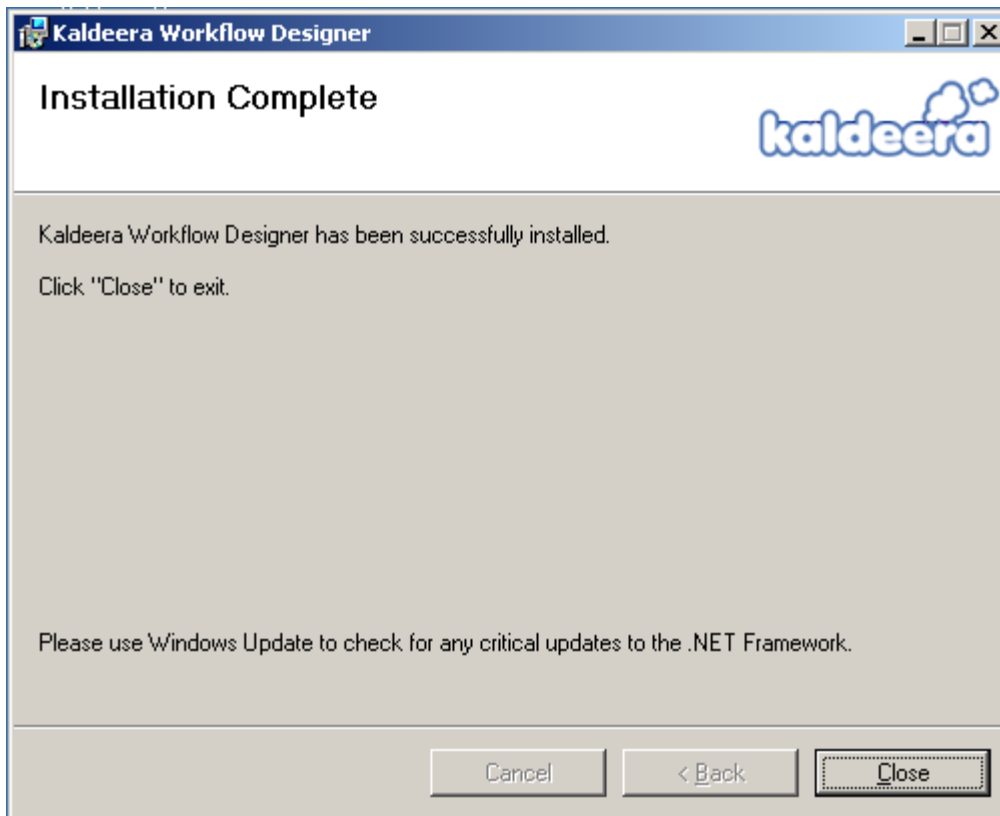 Kaldeera Workflow Designer
Installation Complete
kaldeera
Kaldeera Workflow Designer has been successfully installed.
Click "Close" to exit.
Please use Windows Update to check for any critical updates to the .NET Framework.
Cancel
< Back
Close